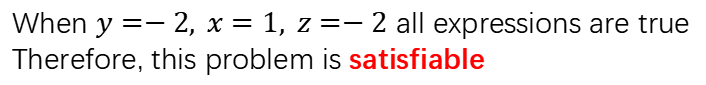 When y =− 2, x = 1, z =− 2 all expressions are true
Therefore, this problem is satisfiable